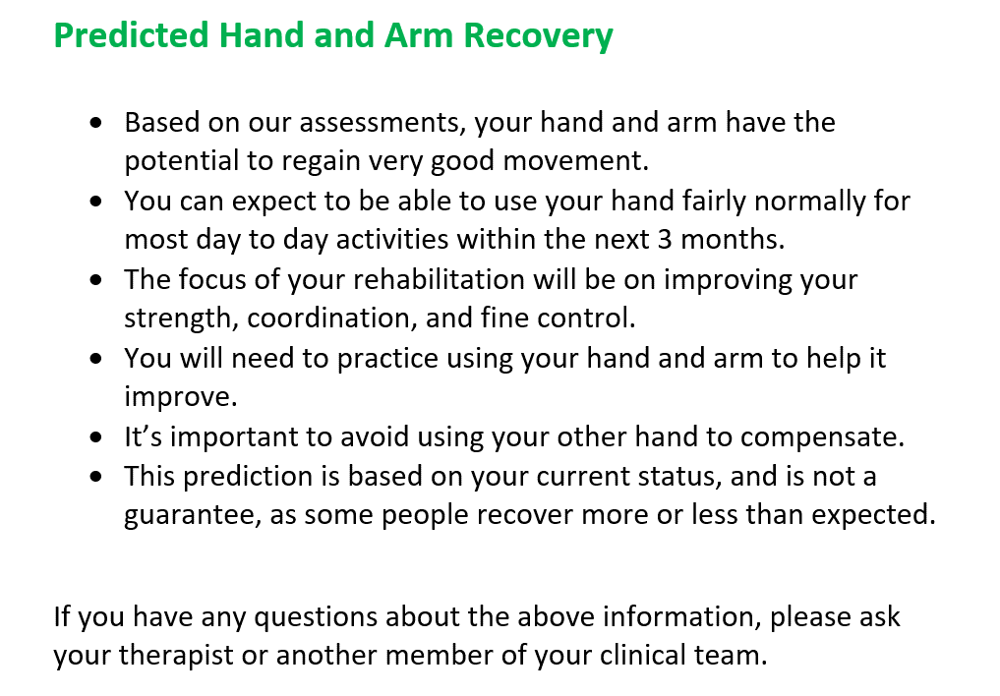 Predicted Hand and Arm Recovery
• Based on our assessments, your hand and arm have the
potential to regain very good movement.
• You can expect to be able to use your hand fairly normally for
most day to day activities within the next 3 months.
• The focus of your rehabilitation will be on improving your
strength, coordination, and fine control.
• You will need to practice using your hand and arm to help it
improve.
• It’s important to avoid using your other hand to compensate.
• This prediction is based on your current status, and is not a
guarantee, as some people recover more or less than expected.
If you have any questions about the above information, please ask
your therapist or another member of your clinical team.